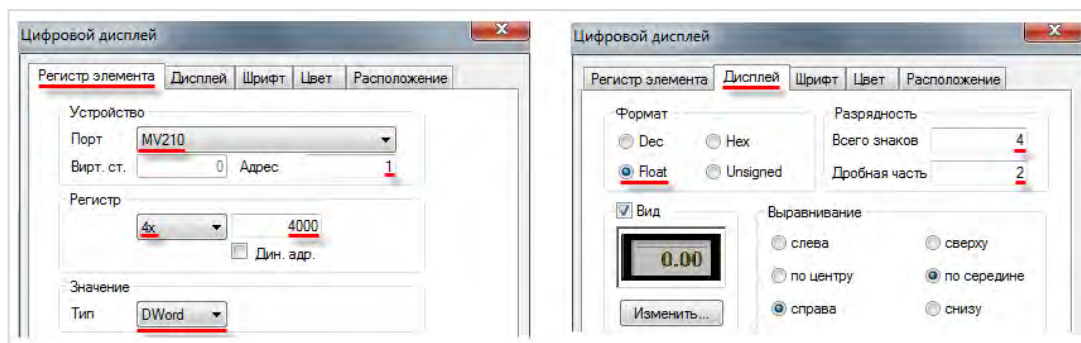 Цифровой дисплей
Регистр элемента Дисплей Шрифт Цвет Расположение
Устройство
Порт MV210
Вирт. ст. 0 Адрес 1
Регистр
4x 4000
Дин. адр.
Значение
Тип DWord
Цифровой дисплей
Регистр элемента Дисплей Шрифт Цвет Расположение
Формат
Dec Hex
Float Unsigned
Разрядность
Всего знаков 4
Дробная часть 2
Вид
0.00
Изменить...
Выравнивание
слева сверху
по центру по середине
справа снизу